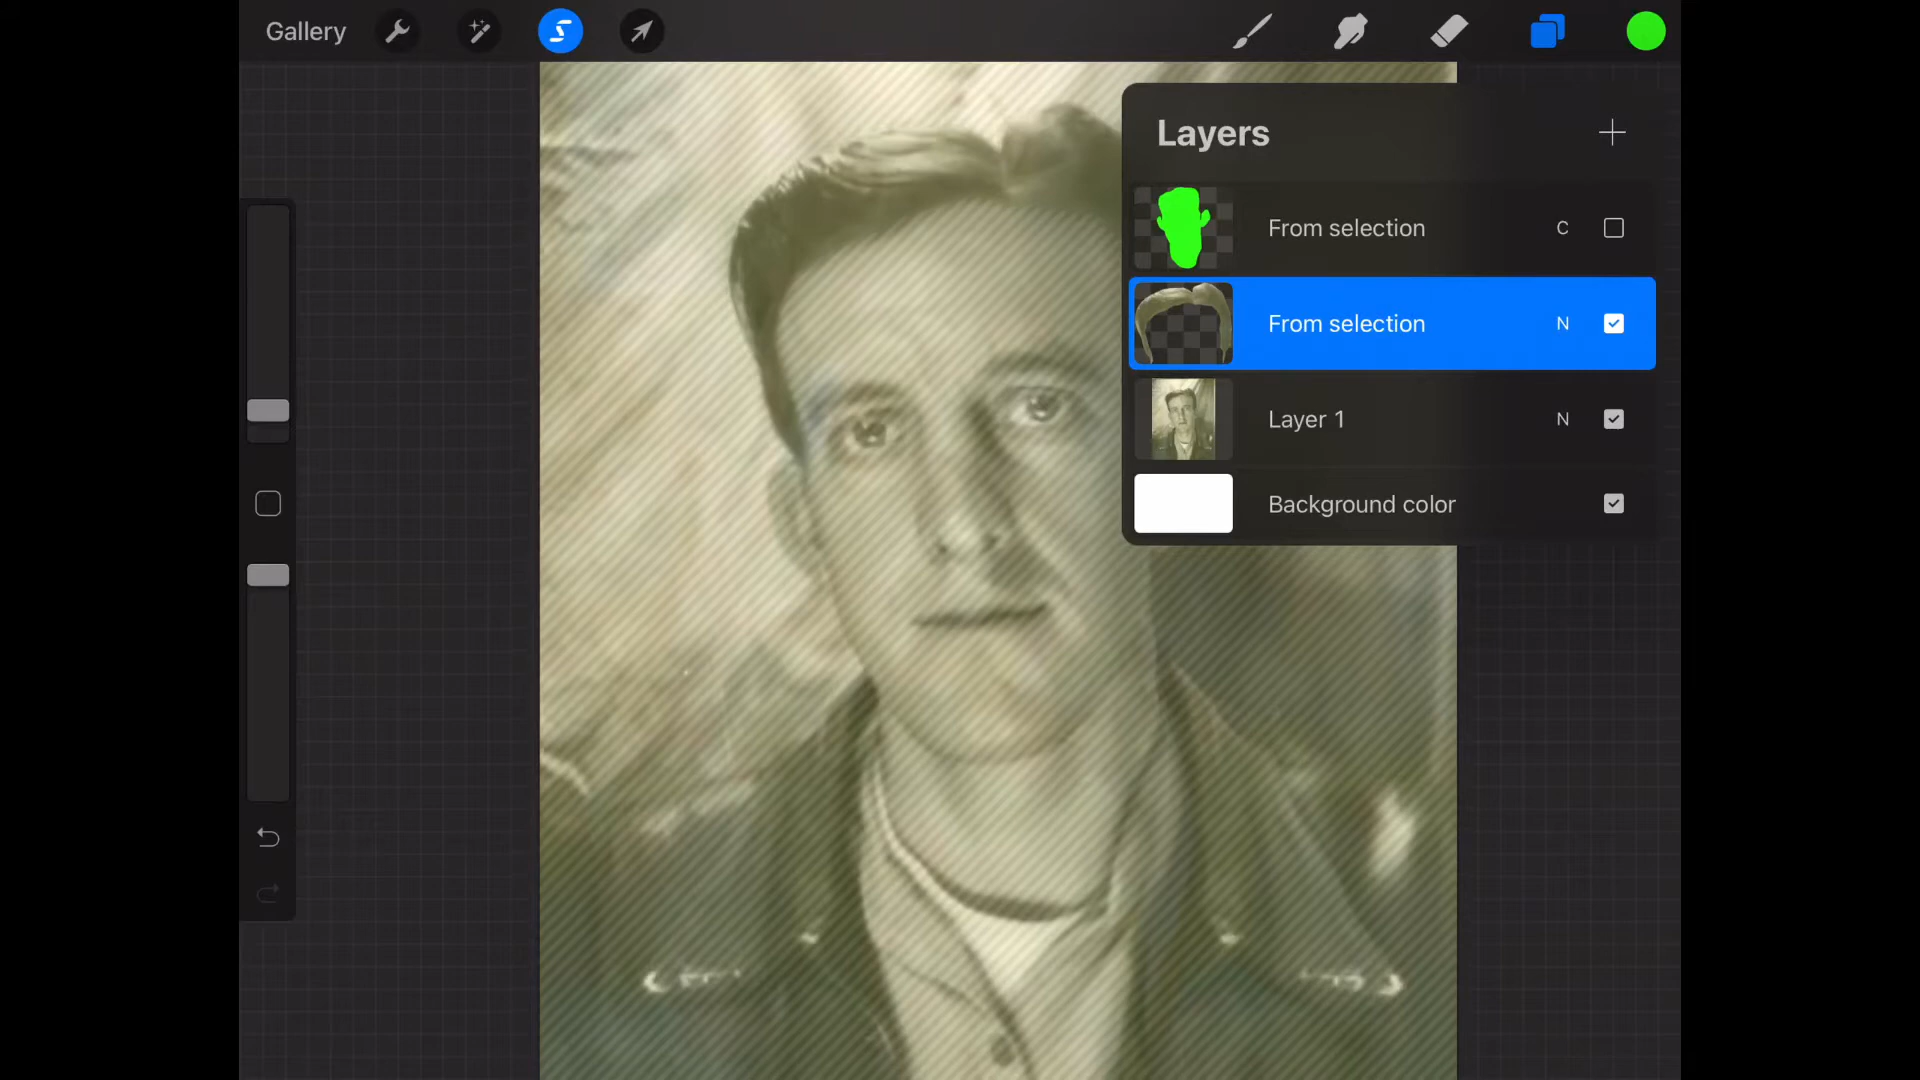 Gallery
Layers
From selection C
From selection N
Layer 1 N
Background color